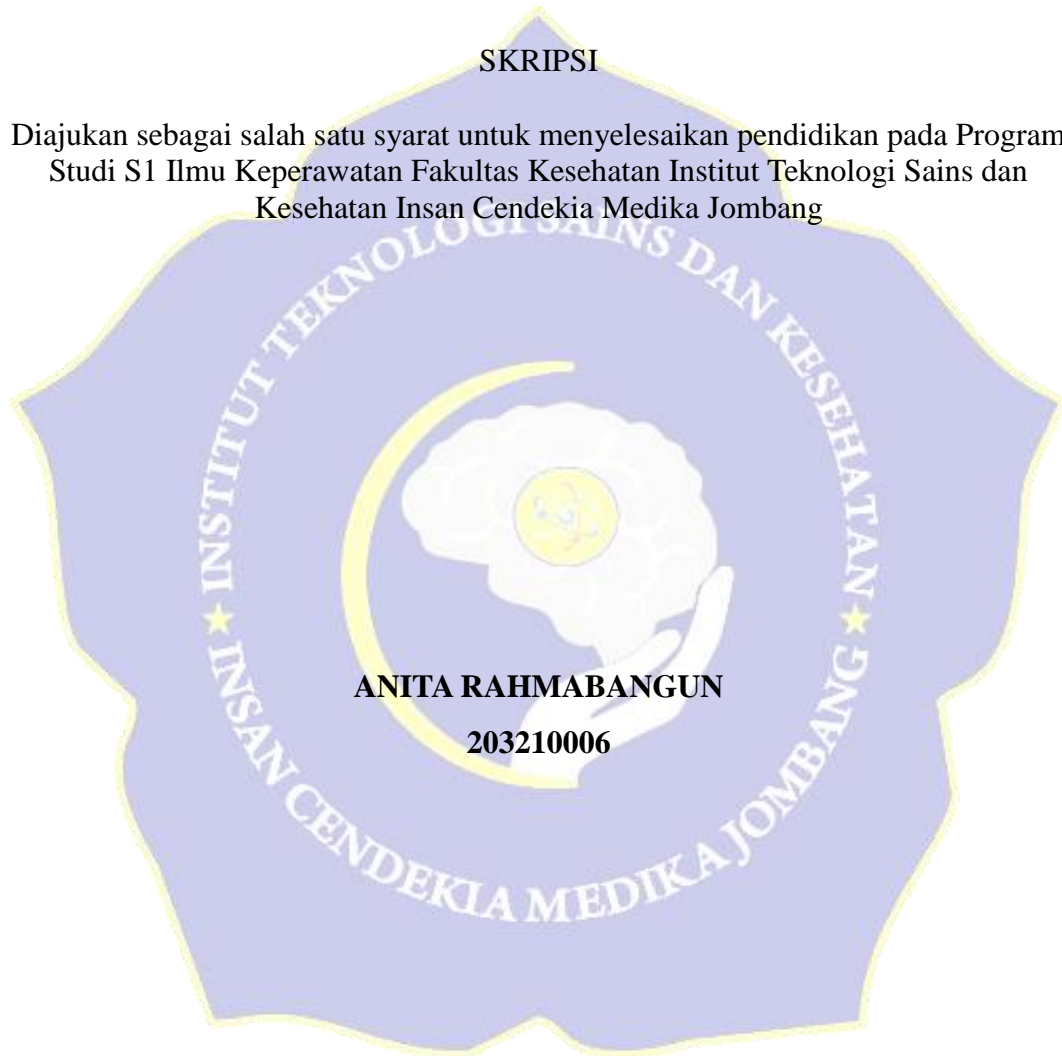 SKRIPSI
Diajukan sebagai salah satu syarat untuk menyelesaikan pendidikan pada Program
Studi S1 Ilmu Keperawatan Fakultas Kesehatan Institut Teknologi Sains dan
Kesehatan Insan Cendekia Medika Jombang
INSTITUT TEKNOLOGI SAINS DAN KESEHATAN
INSAN CENDEKIA MEDIKA JOMBANG
ANITA RAHMABANGUN
203210006